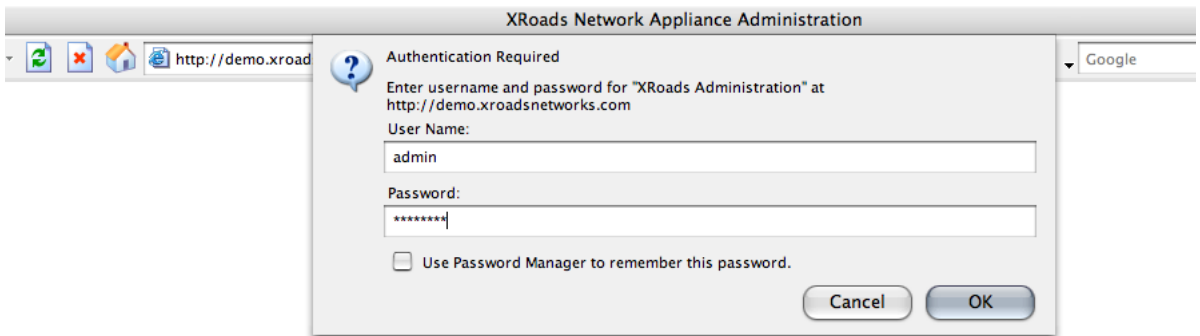 XRoads Network Appliance Administration
http://demo.xroad
Google
Authentication Required
Enter username and password for "XRoads Administration" at
http://demo.xroadsnetworks.com
User Name:
admin
Password:
********
Use Password Manager to remember this password.
Cancel
OK